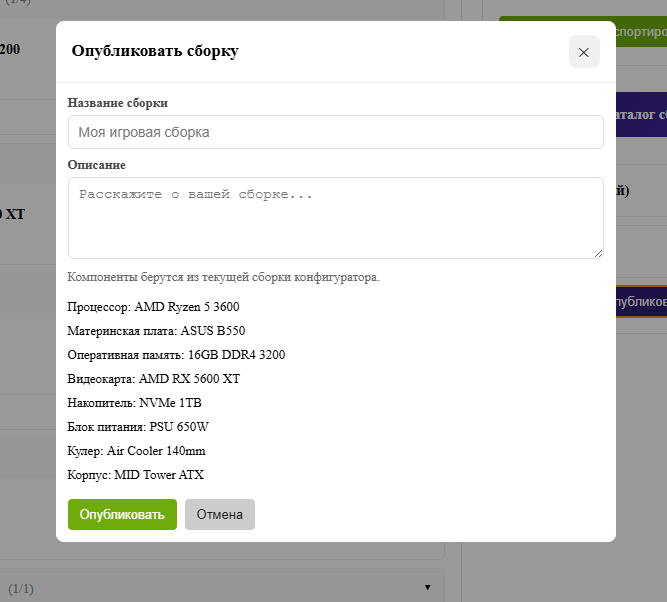 (1/4)
200
Опубликовать сборку
Название сборки
Моя игровая сборка
Описание
Расскажите о вашей сборке...
Компоненты берутся из текущей сборки конфигуратора.
Процессор: AMD Ryzen 5 3600
Материнская плата: ASUS B550
Оперативная память: 16GB DDR4 3200
Видеокарта: AMD RX 5600 XT
Накопитель: NVMe 1TB
Блок питания: PSU 650W
Кулер: Air Cooler 140mm
Корпус: MID Tower ATX
Опубликовать Отмена
XT
(1/1)